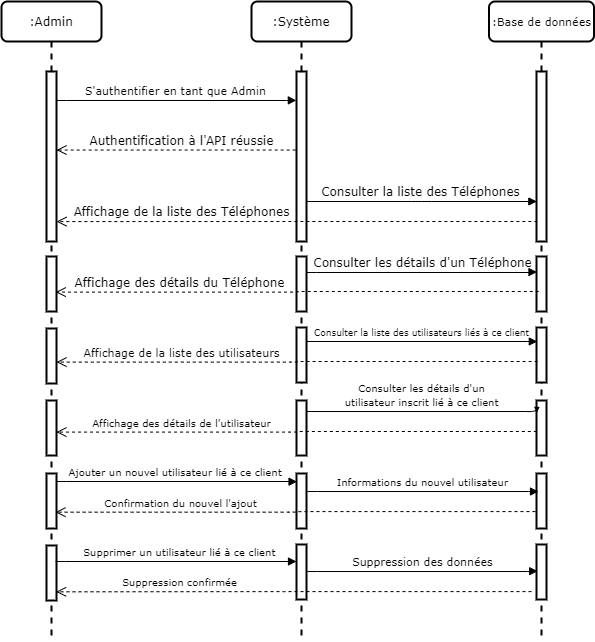 :Admin
:Système
:Base de données
S'authentifier en tant que Admin
Authentification à l'API réussie
Consulter la liste des Téléphones
Affichage de la liste des Téléphones
Consulter les détails d'un Téléphone
Affichage des détails du Téléphone
Consulter la liste des utilisateurs liés à ce client
Affichage de la liste des utilisateurs
Consulter les détails d'un
utilisateur inscrit lié à ce client
Affichage des détails de l'utilisateur
Ajouter un nouvel utilisateur lié à ce client
Informations du nouvel utilisateur
Confirmation du nouvel l'ajout
Supprimer un utilisateur lié à ce client
Suppression des données
Suppression confirmée